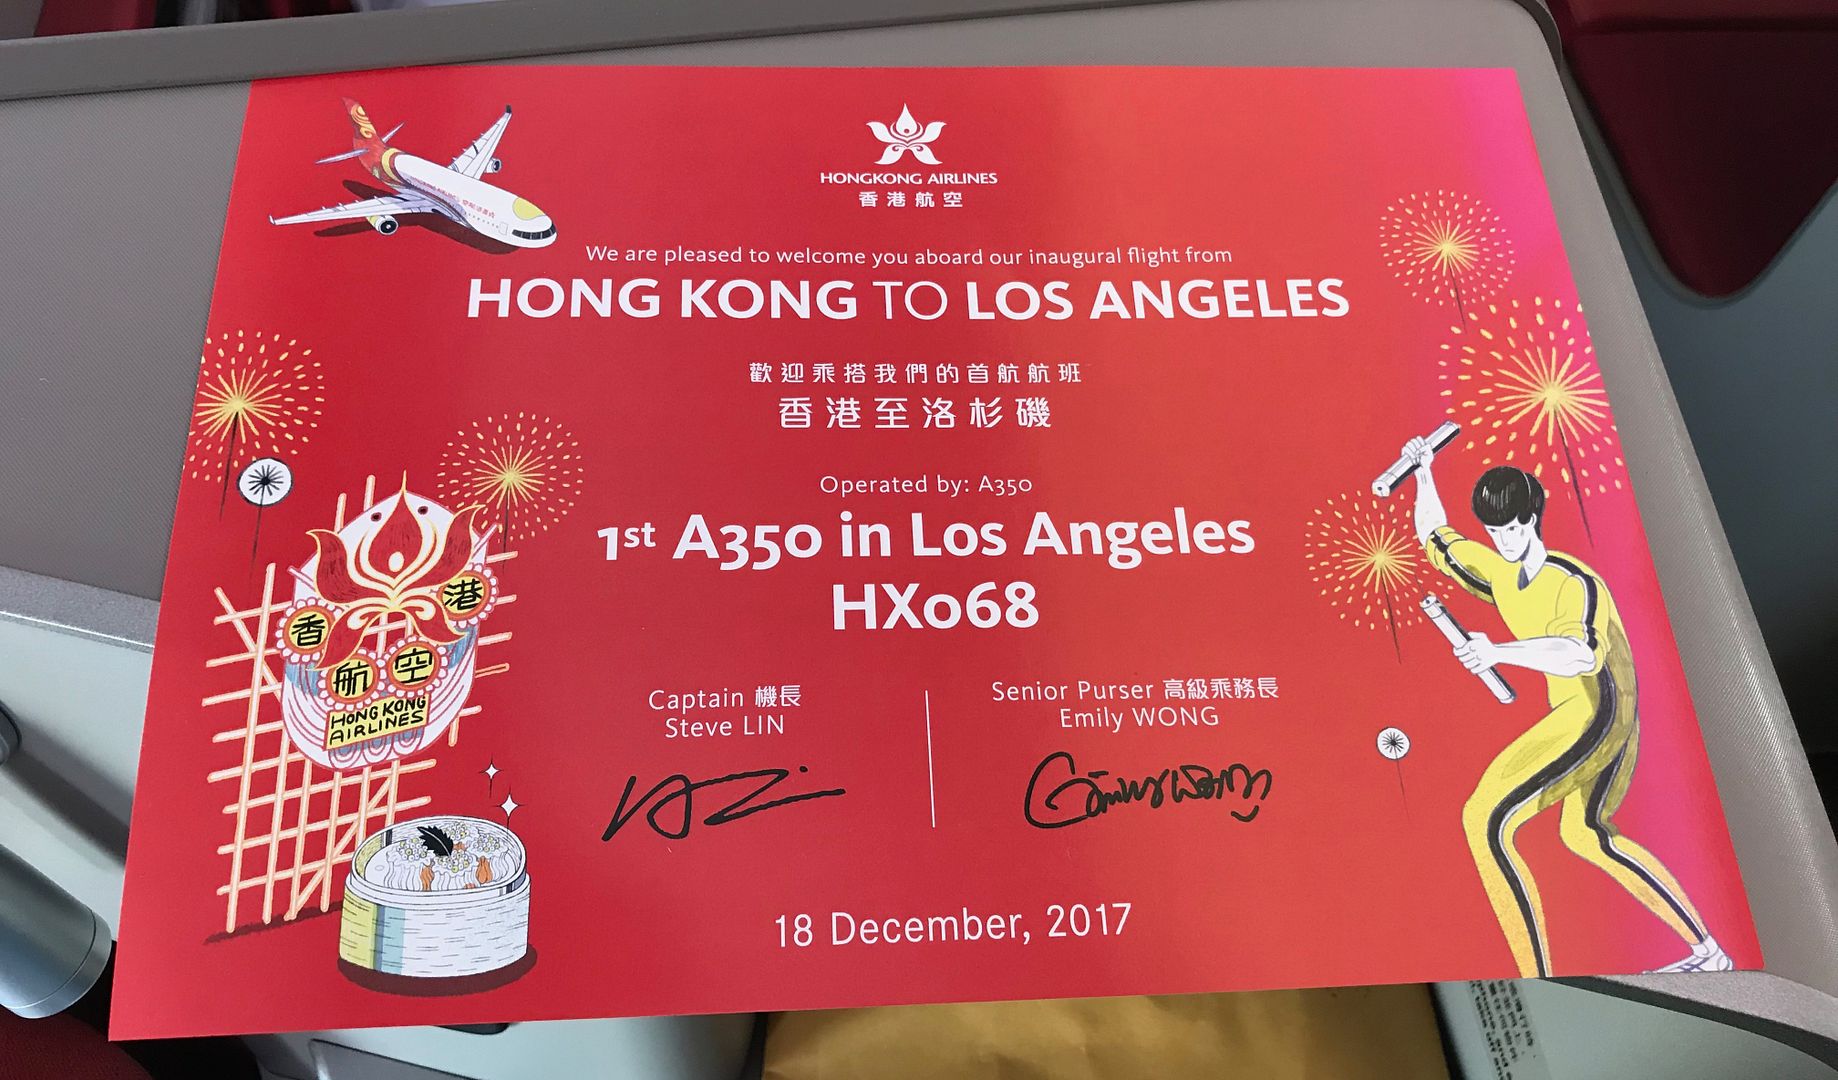 HONGKONG AIRLINES
香港航空
We are pleased to welcome you aboard our inaugural flight from
HONG KONG TO LOS ANGELES
歡迎乘搭我們的首航航班
香港至洛杉磯
Operated by: A350
1st A350 in Los Angeles
HX068
香港航空
HONG KONG
AIRLINES
Captain 機長
Steve LIN
Senior Purser 高級乘務長
Emily WONG
18 December, 2017